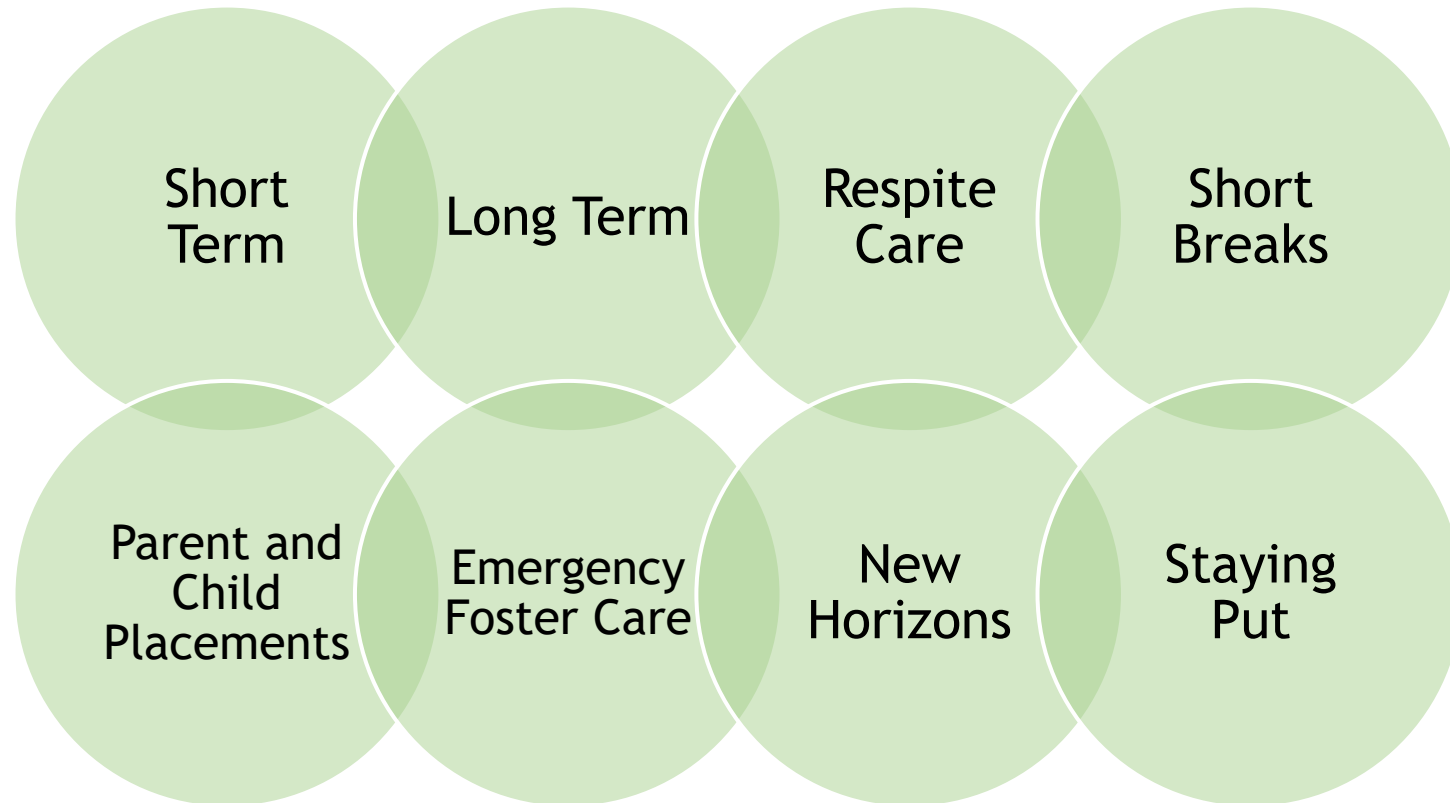 Short
Term
Long Term
Respite
Care
Short
Breaks
Parent and
Child
Placements
Emergency
Foster Care
New
Horizons
Staying
Put